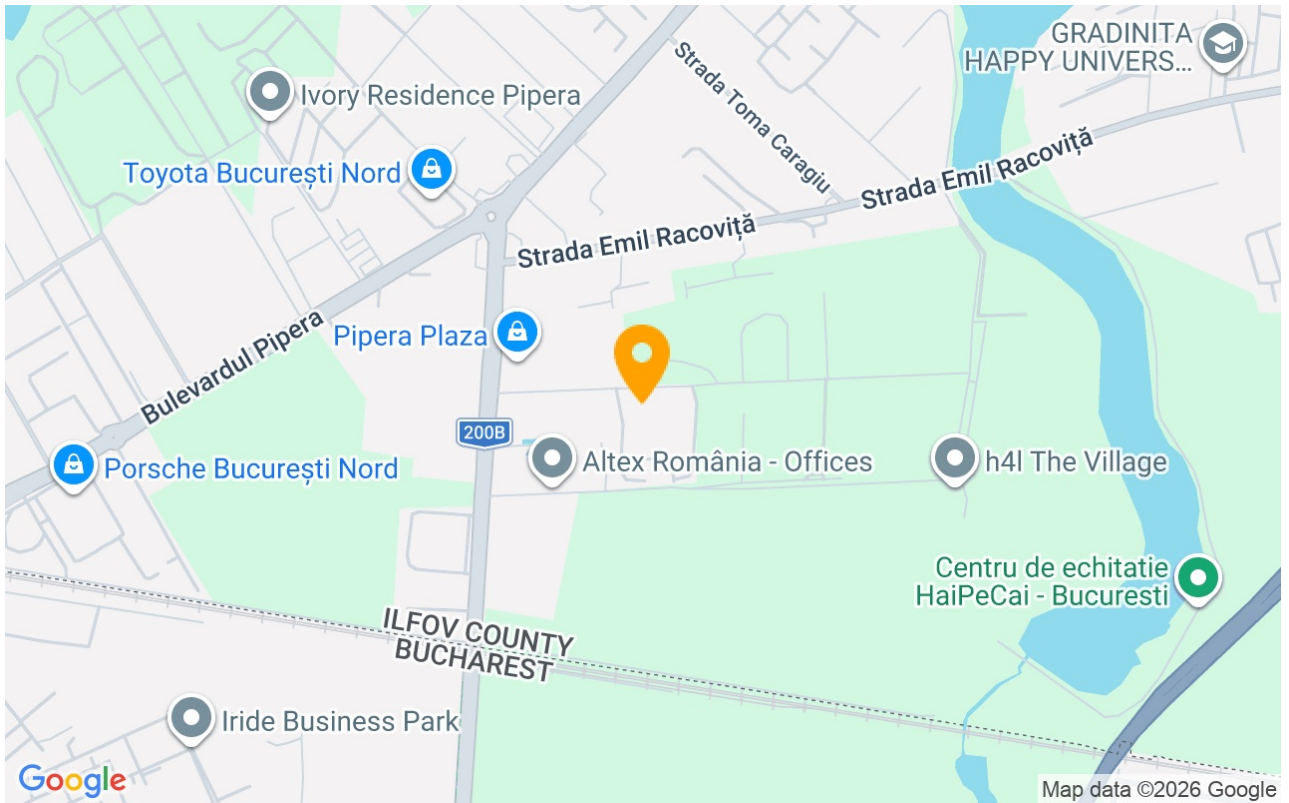 GRADINITA
HAPPY UNIVERS...
Strada Toma Caragiu
Ivory Residence Pipera
Toyota București Nord
Strada Emil Racoviță
Strada Emil Racoviță
Bulevardul Pipera
Pipera Plaza
200B
Porsche București Nord
Altex România - Offices
h4l The Village
Centru de echitatie
HaiPeCai - Bucuresti
ILFOV COUNTY
BUCHAREST
Iride Business Park
Google
Map data ©2026 Google